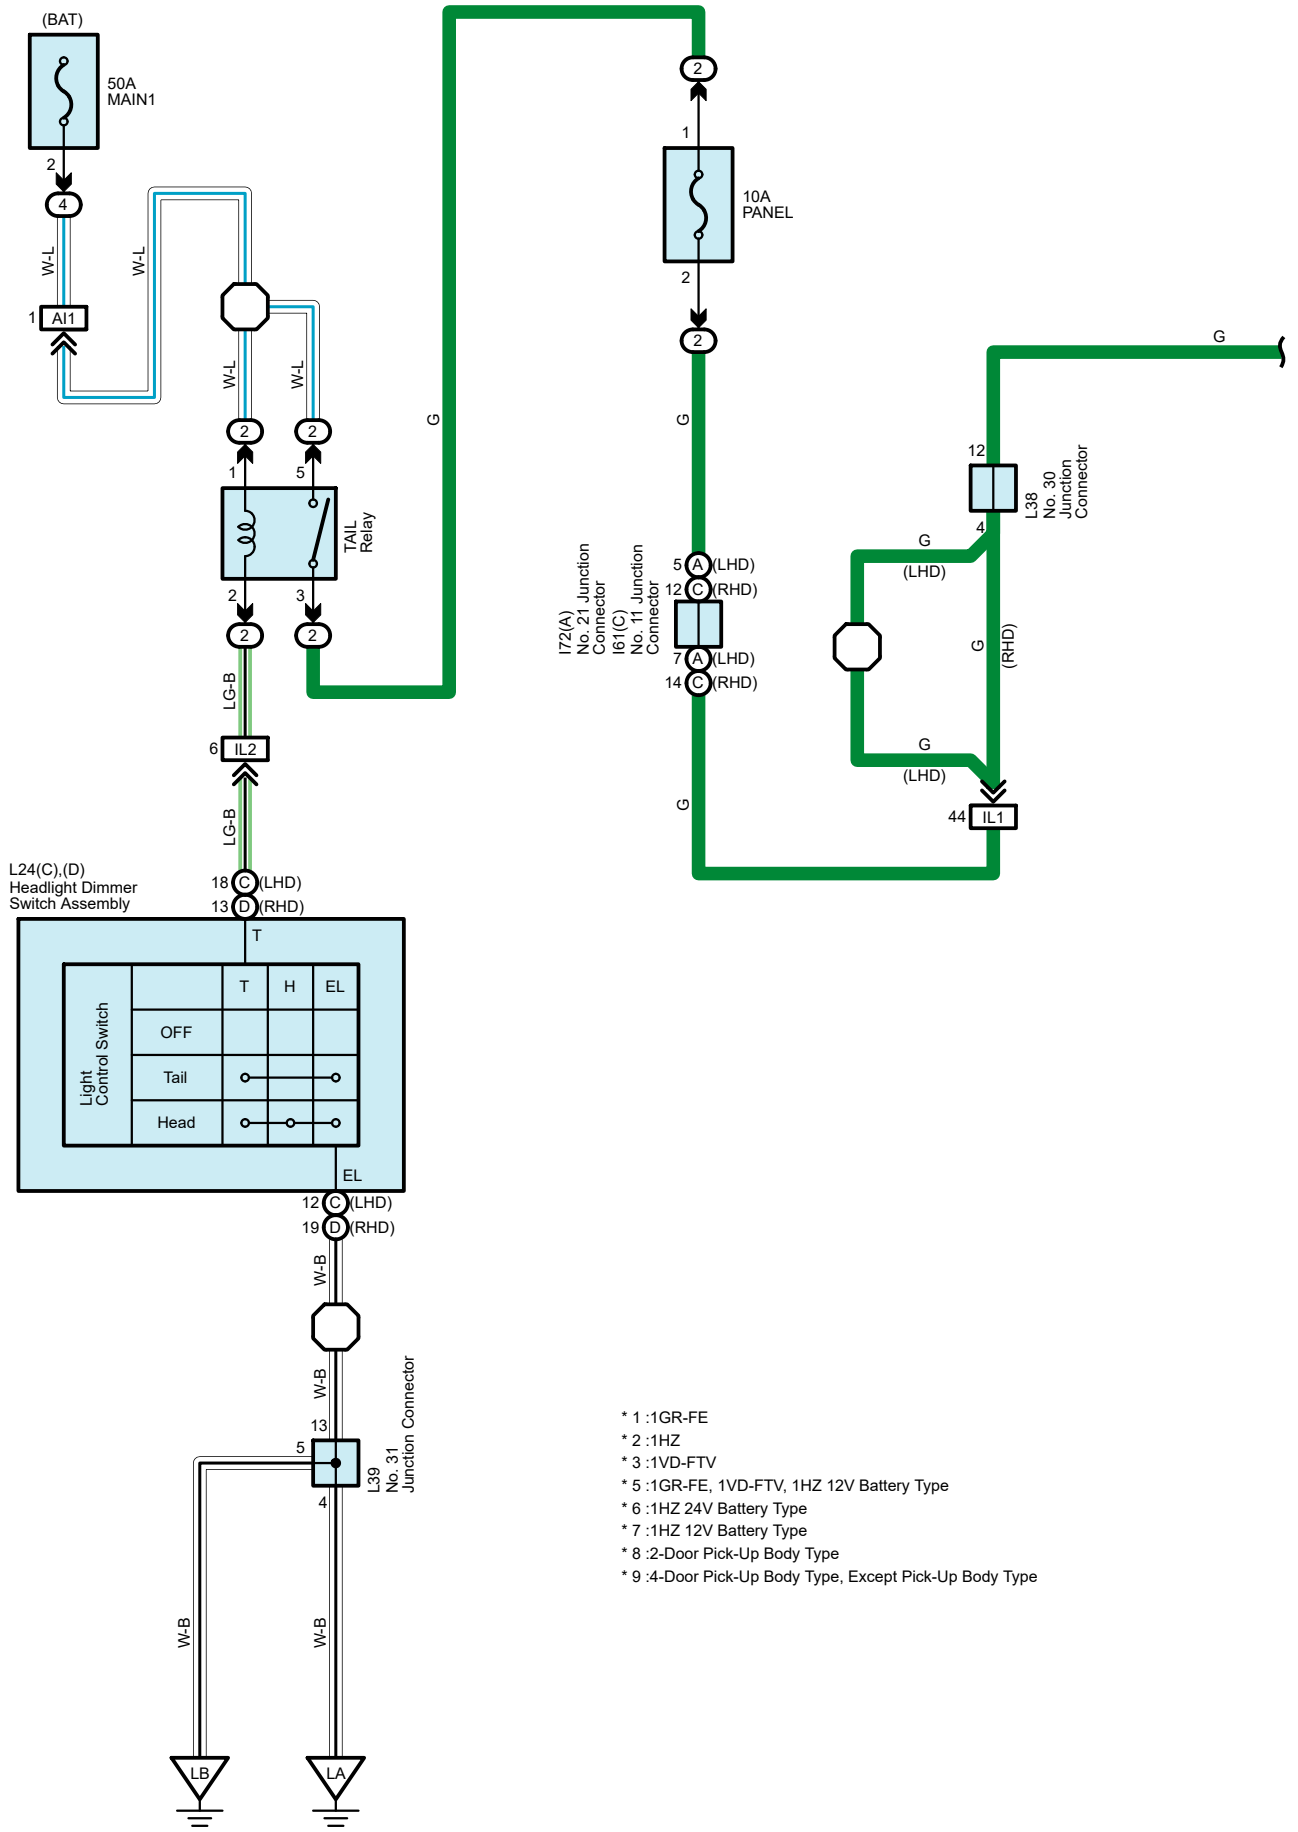 (BAT)
50A
MAIN1
2
4
W-L
W-L
1
AI1
W-L
W-L
2
2
1
5
TAIL
Relay
2
3
2
2
LG-B
6
IL2
LG-B
L24(C),(D)
Headlight Dimmer
Switch Assembly
18
C
(LHD)
13
D
(RHD)
T
Light
Control Switch
T
H
EL
OFF
Tail
Head
EL
12
C
(LHD)
19
D
(RHD)
W-B
W-B
13
5
4
L39
No. 31
Junction Connector
W-B
W-B
LB
LA
G
2
1
10A
PANEL
2
2
G
5
A
(LHD)
12
C
(RHD)
I72(A)
No. 21 Junction
Connector
I61(C)
No. 11 Junction
Connector
7
A
(LHD)
14
C
(RHD)
G
G
12
L38
No. 30
Junction
Connector
4
G
(LHD)
G
(RHD)
G
(LHD)
44
IL1
* 1 :1GR-FE
* 2 :1HZ
* 3 :1VD-FTV
* 5 :1GR-FE, 1VD-FTV, 1HZ 12V Battery Type
* 6 :1HZ 24V Battery Type
* 7 :1HZ 12V Battery Type
* 8 :2-Door Pick-Up Body Type
* 9 :4-Door Pick-Up Body Type, Except Pick-Up Body Type